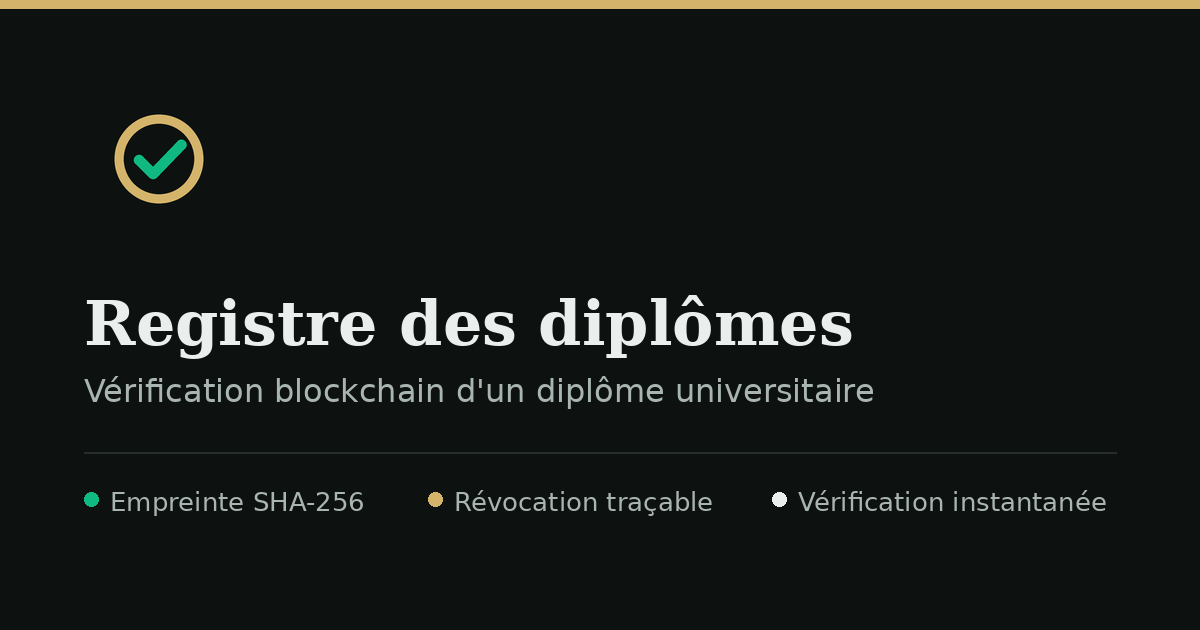 Registre des diplômes
Vérification blockchain d'un diplôme universitaire
Empreinte SHA-256
Révocation traçable
Vérification instantanée